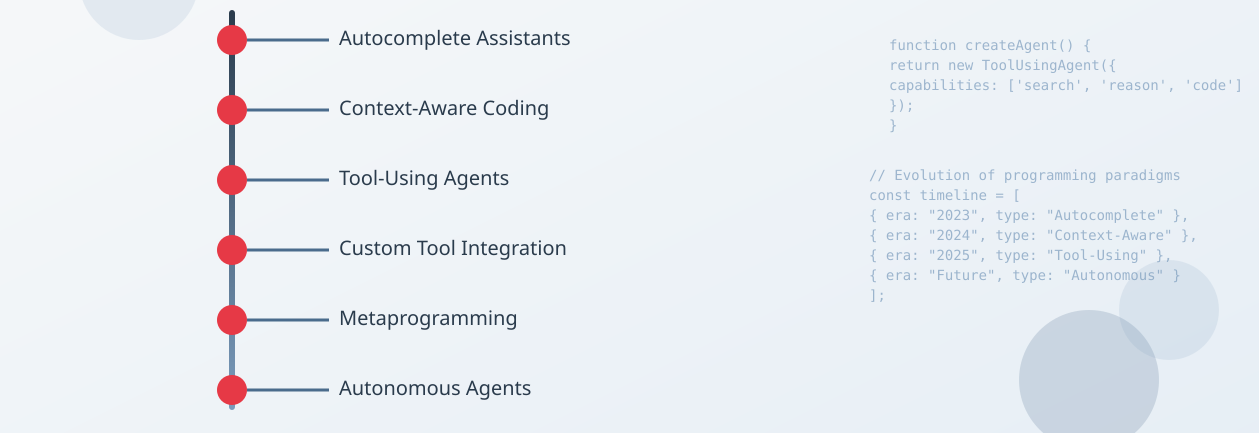 Autocomplete Assistants
Context-Aware Coding
Tool-Using Agents
Custom Tool Integration
Metaprogramming
Autonomous Agents
function createAgent() {
return new ToolUsingAgent({
capabilities: ['search', 'reason', 'code']
});
}
// Evolution of programming paradigms
const timeline = [
{ era: "2023", type: "Autocomplete" },
{ era: "2024", type: "Context-Aware" },
{ era: "2025", type: "Tool-Using" },
{ era: "Future", type: "Autonomous" }
];